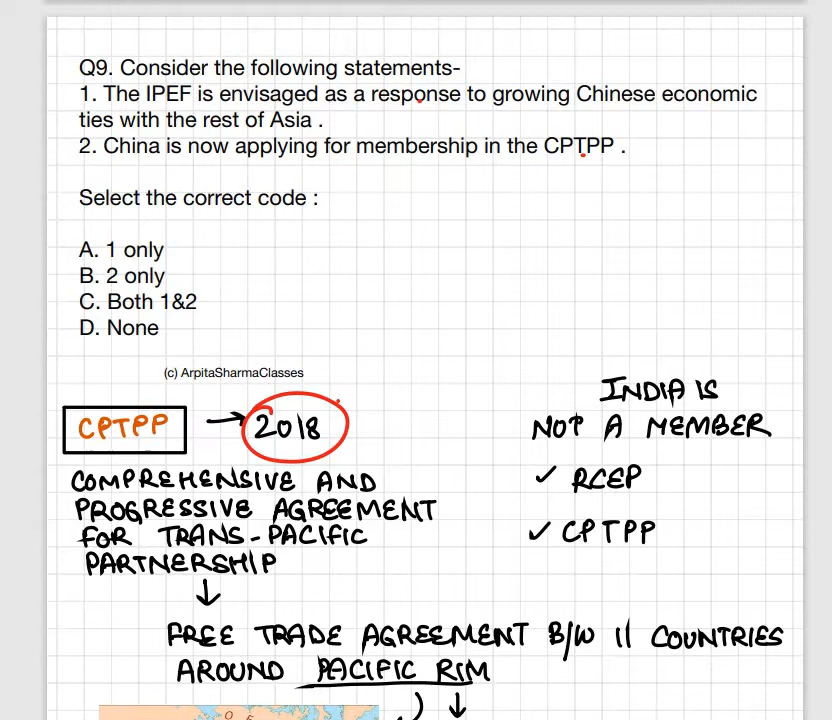 Q9. Consider the following statements-
1. The IPEF is envisaged as a response to growing Chinese economic
ties with the rest of Asia .
2. China is now applying for membership in the CPTPP .
Select the correct code :
A. 1 only
B. 2 only
C. Both 1&2
D. None
(c) ArpitaSharmaClasses
CPTPP → 2018
COMPREHENSIVE AND
PROGRESSIVE AGREEMENT
FOR TRANS-PACIFIC
PARTNERSHIP
↓
INDIA IS
NOT A MEMBER
✓ RCEP
✓ CPTPP
FREE TRADE AGREEMENT B/W 11 COUNTRIES
AROUND PACIFIC RIM